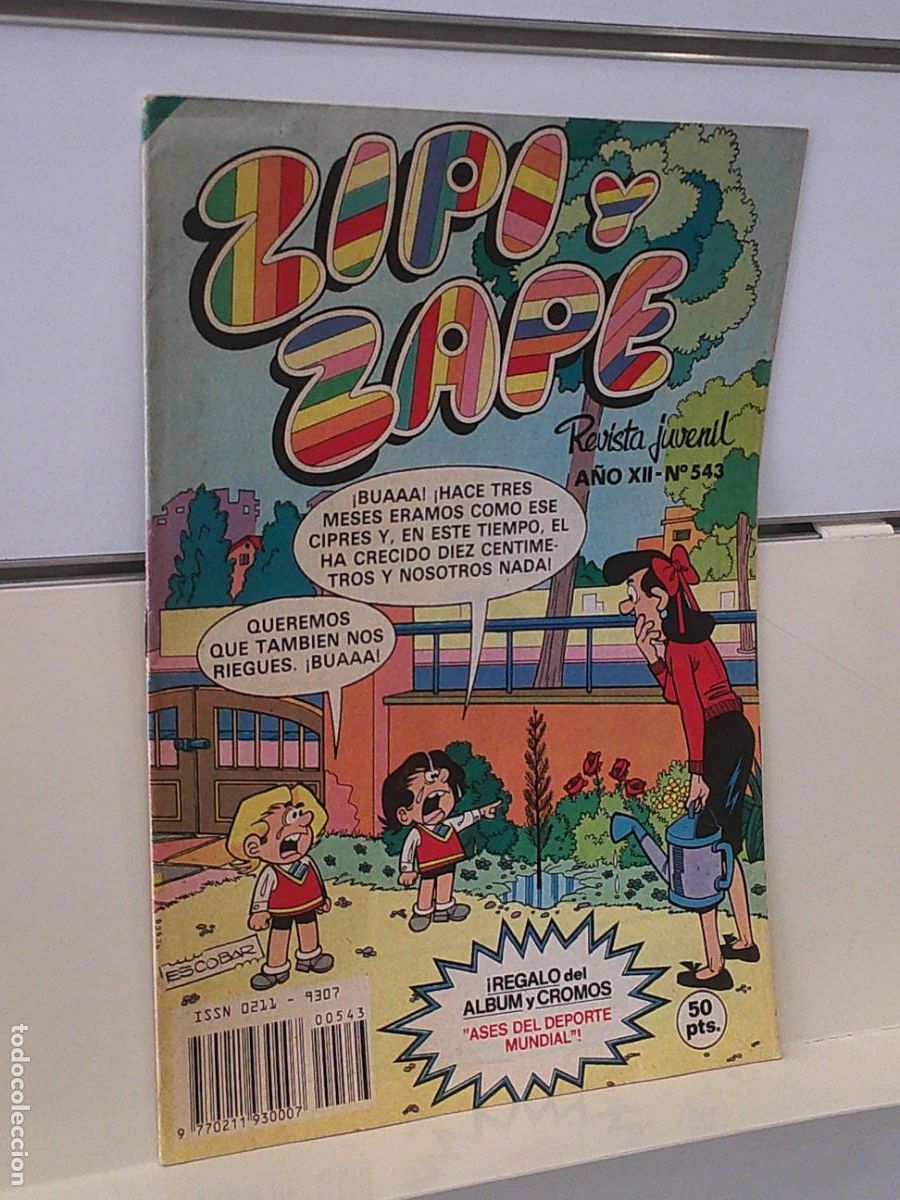 ZIPI Y
ZAPE
Revista juvenil
AÑO XII-Nº 543
¡BUAAA! ¡HACE TRES
MESES ERAMOS COMO ESE
CIPRES Y, EN ESTE TIEMPO, EL
HA CRECIDO DIEZ CENTIME-
TROS Y NOSOTROS NADA!
QUEREMOS
QUE TAMBIEN NOS
RIEGUES. ¡BUAAA!
ESCOBAR
ISSN 0211 - 9307
00543
9 770211 930007
¡REGALO del
ALBUM y CROMOS
"ASES DEL DEPORTE
MUNDIAL"!
50
pts.
todocoleccion.net